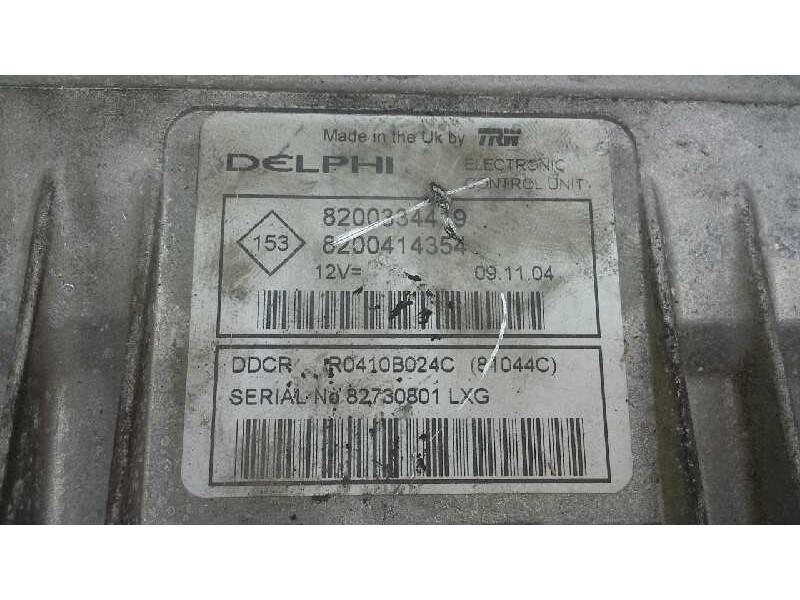 Made in the Uk by TRW
DELPHI ELECTRONIC
CONTROL UNIT
8200334419
153
8200414354
12V= 09.11.04
DDCR R0410B024C (81044C)
SERIAL No 82730801 LXG